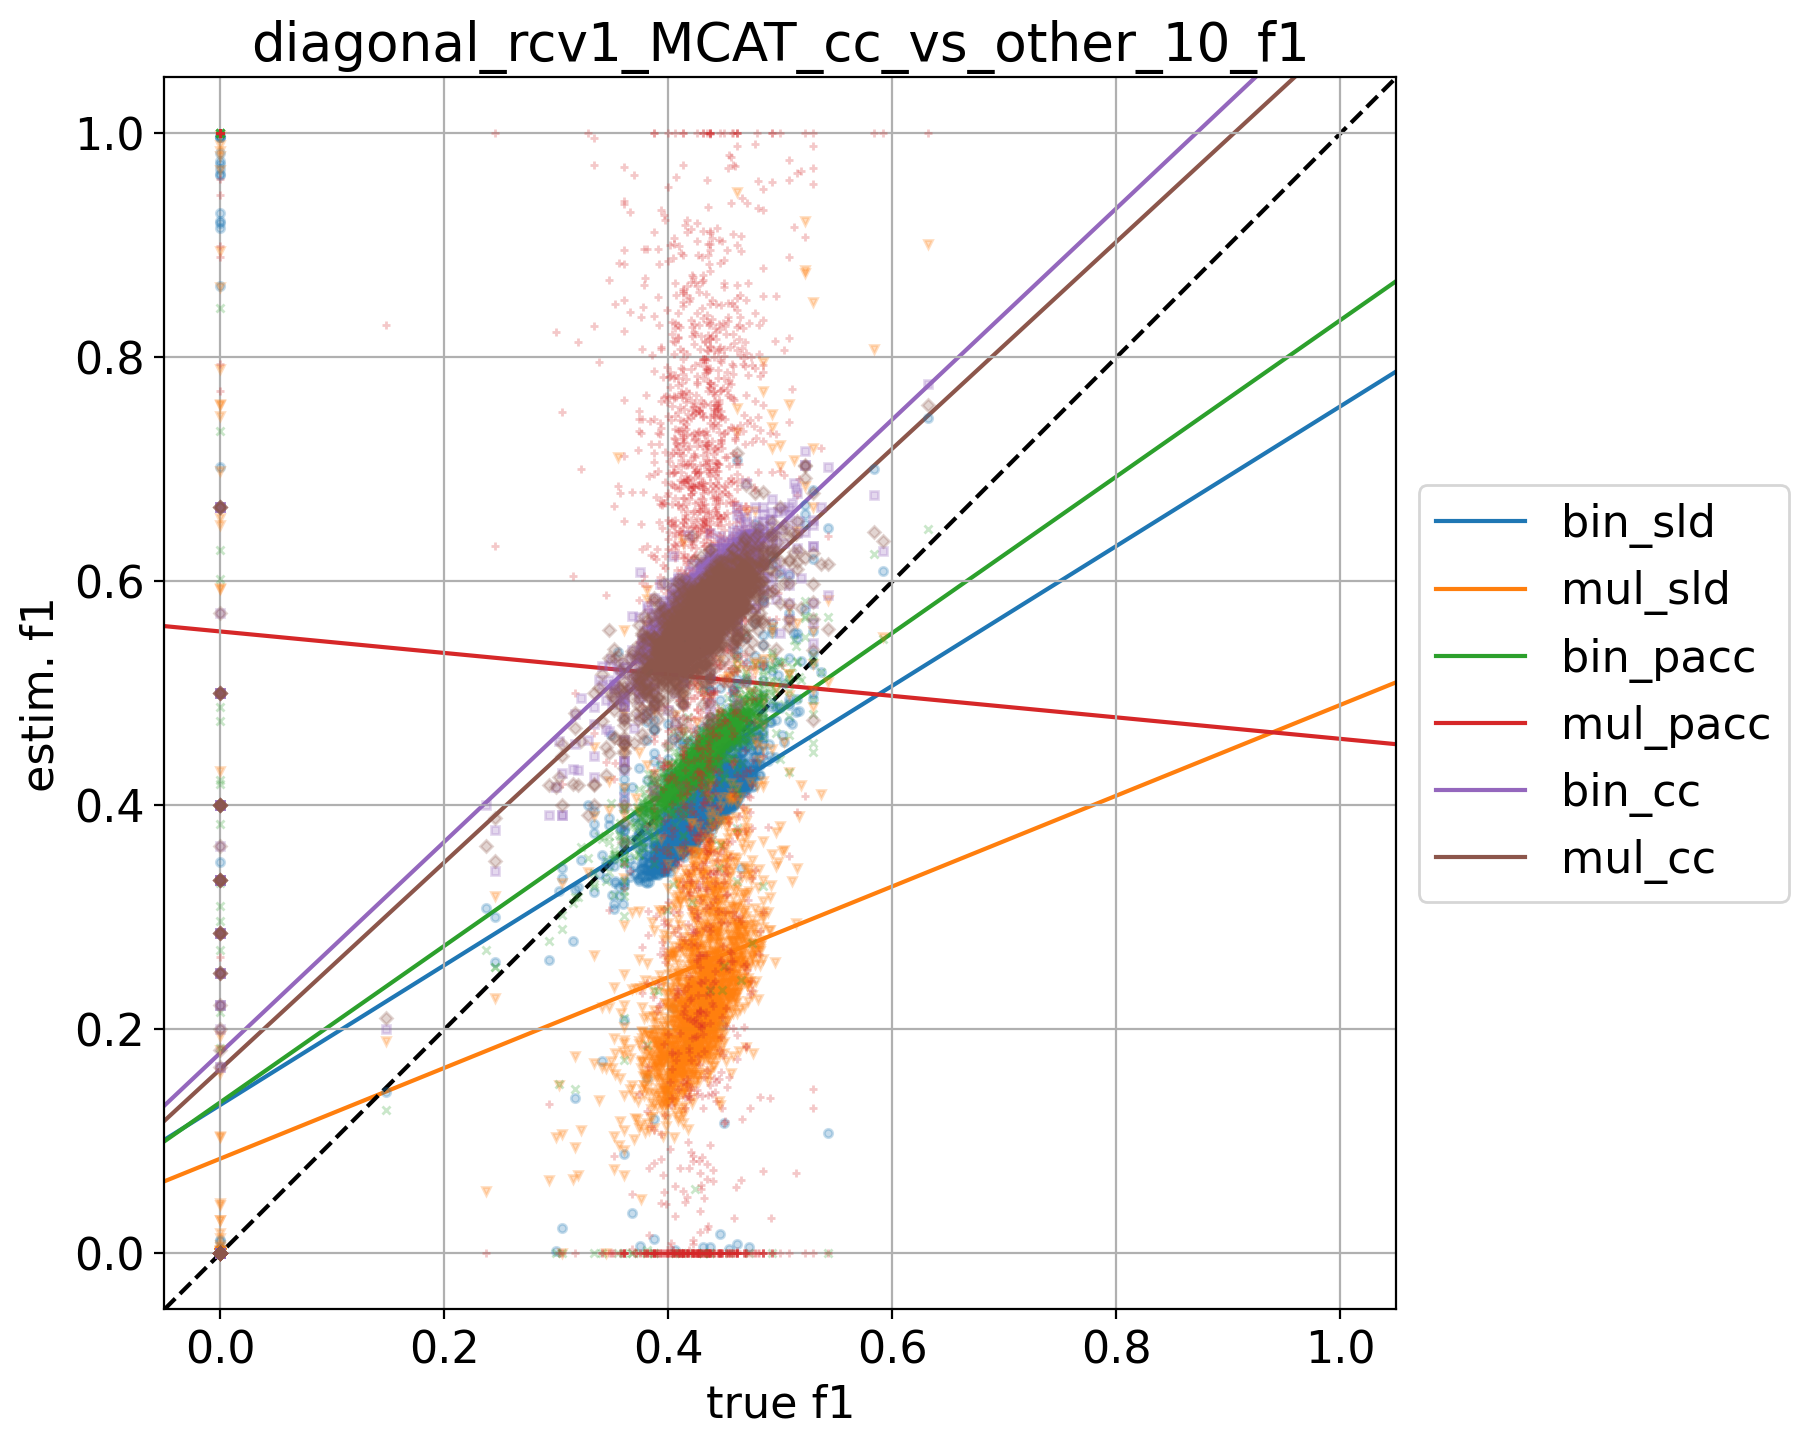 diagonal_rcv1_MCAT_cc_vs_other_10_f1
1.0
0.8
0.6
0.4
0.2
0.0
estim. f1
0.0 0.2 0.4 0.6 0.8 1.0
true f1
bin_sld
mul_sld
bin_pacc
mul_pacc
bin_cc
mul_cc